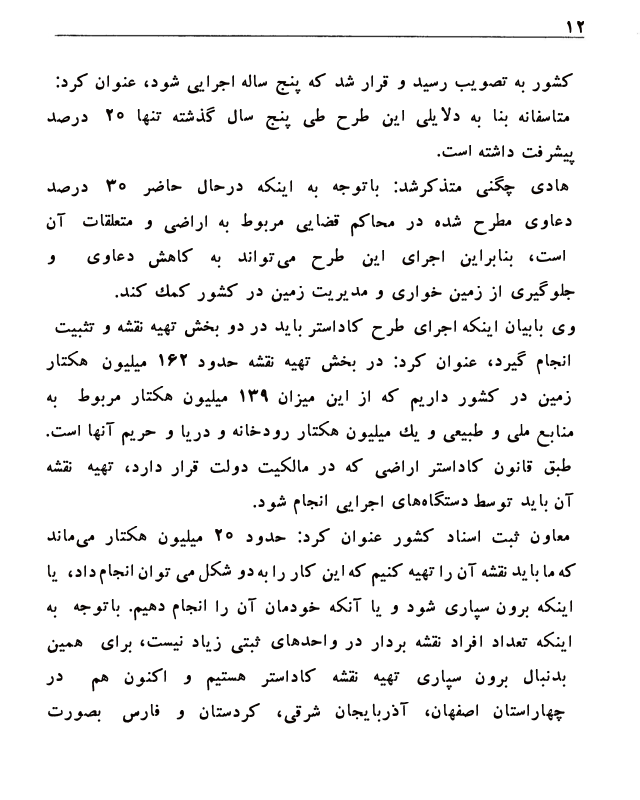 ۱۲
کشور به تصویب رسید و قرار شد که پنج ساله اجرایی شود، عنوان کرد:
متاسفانه بنا به دلایلی این طرح طی پنج سال گذشته تنها ۲۰ درصد
پیشرفت داشته است.
هادی چگنی متذکرشد: باتوجه به اینکه درحال حاضر ۳۰ درصد
دعاوی مطرح شده در محاکم قضایی مربوط به اراضی و متعلقات آن
است، بنابراین اجرای این طرح می‌تواند به کاهش دعاوی و
جلوگیری از زمین خواری و مدیریت زمین در کشور کمك کند.
وی بابیان اینکه اجرای طرح کاداستر باید در دو بخش تهیه نقشه و تثبیت
انجام گیرد، عنوان کرد: در بخش تهیه نقشه حدود ۱۶۲ میلیون هکتار
زمین در کشور داریم که از این میزان ۱۳۹ میلیون هکتار مربوط به
منابع ملی و طبیعی و یك میلیون هکتار رودخانه و دریا و حریم آنها است.
طبق قانون کاداستر اراضی که در مالکیت دولت قرار دارد، تهیه نقشه
آن باید توسط دستگاه‌های اجرایی انجام شود.
معاون ثبت اسناد کشور عنوان کرد: حدود ۲۰ میلیون هکتار می‌ماند
که ما باید نقشه آن را تهیه کنیم که این کار را به دو شکل می توان انجام داد، یا
اینکه برون سپاری شود و یا آنکه خودمان آن را انجام دهیم. باتوجه به
اینکه تعداد افراد نقشه بردار در واحدهای ثبتی زیاد نیست، برای همین
بدنبال برون سپاری تهیه نقشه کاداستر هستیم و اکنون هم در
چهاراستان اصفهان، آذربایجان شرقی، کردستان و فارس بصورت